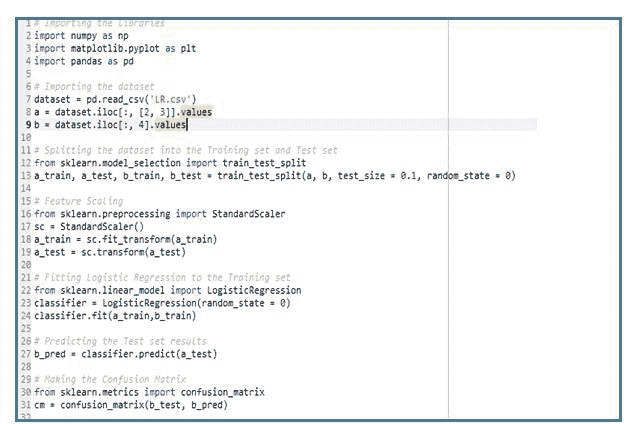 1 # Importing the Libraries
2 import numpy as np
3 import matplotlib.pyplot as plt
4 import pandas as pd
5
6 # Importing the dataset
7 dataset = pd.read_csv('LR.csv')
8 a = dataset.iloc[:, [2, 3]].values
9 b = dataset.iloc[:, 4].values
10
11 # Splitting the dataset into the Training set and Test set
12 from sklearn.model_selection import train_test_split
13 a_train, a_test, b_train, b_test = train_test_split(a, b, test_size = 0.1, random_state = 0)
14
15 # Feature Scaling
16 from sklearn.preprocessing import StandardScaler
17 sc = StandardScaler()
18 a_train = sc.fit_transform(a_train)
19 a_test = sc.transform(a_test)
20
21 # Fitting Logistic Regression to the Training set
22 from sklearn.linear_model import LogisticRegression
23 classifier = LogisticRegression(random_state = 0)
24 classifier.fit(a_train,b_train)
25
26 # Predicting the Test set results
27 b_pred = classifier.predict(a_test)
28
29 # Making the Confusion Matrix
30 from sklearn.metrics import confusion_matrix
31 cm = confusion_matrix(b_test, b_pred)
32